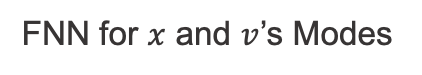 FNN for 𝑥 and 𝑣’s Modes